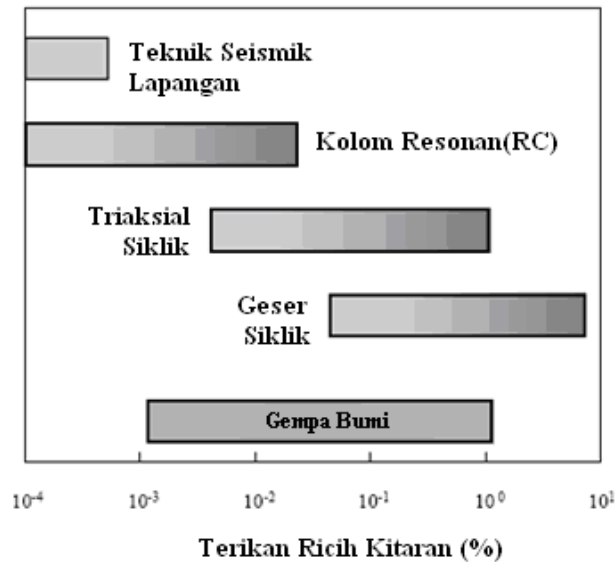 Teknik Seismik
Lapangan
Kolom Resonan(RC)
Triaksial
Siklik
Geser
Siklik
Gempa Bumi
10⁻⁴ 10⁻³ 10⁻² 10⁻¹ 10⁰ 10¹
Terikan Ricih Kitaran (%)